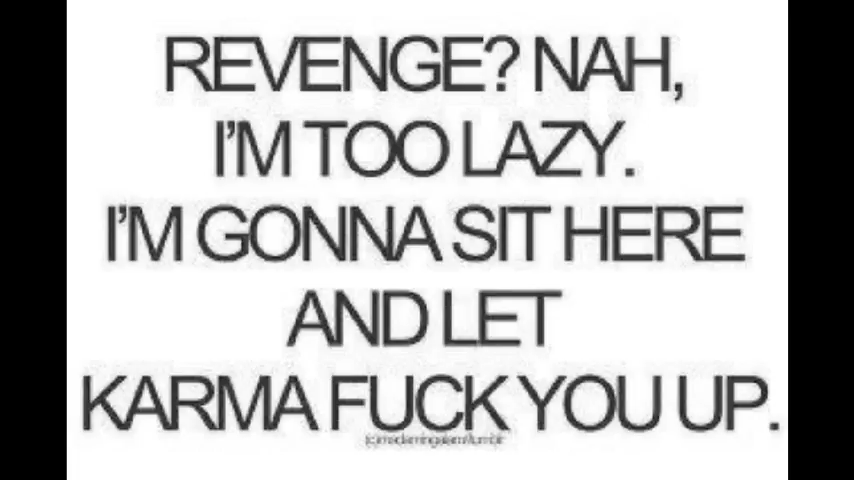 REVENGE? NAH,
I'M TOO LAZY.
I'M GONNA SIT HERE
AND LET
KARMA FUCK YOU UP.